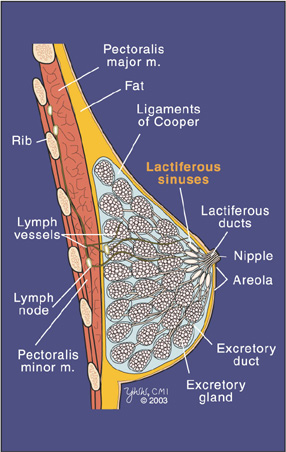 Pectoralis
major m.
Fat
Ligaments
of Cooper
Rib
Lactiferous
sinuses
Lactiferous
ducts
Lymph
vessels
Nipple
Areola
Lymph
node
Pectoralis
minor m.
Excretory
duct
Excretory
gland
CMI
© 2003